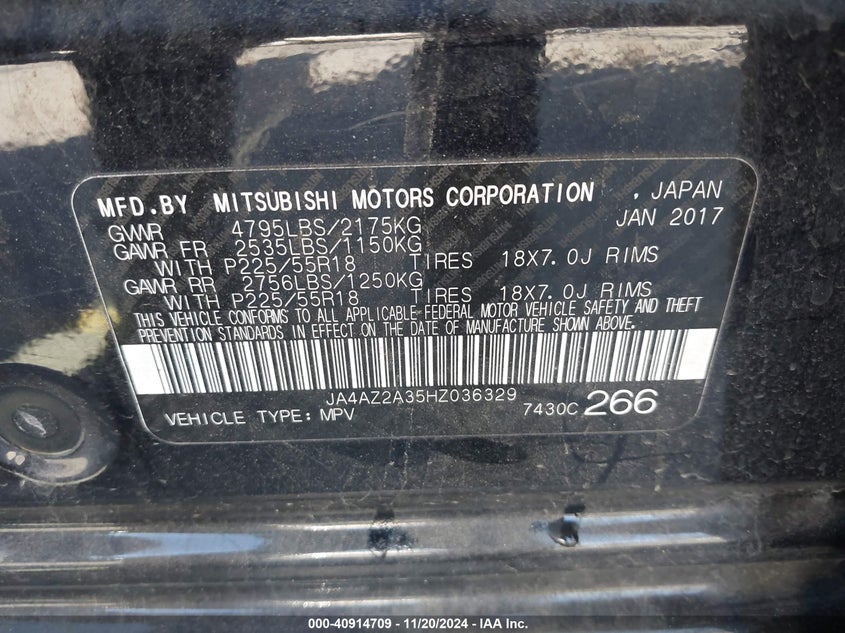 MFD.BY MITSUBISHI MOTORS CORPORATION , JAPAN
JAN 2017
GVWR 4795LBS/2175KG
GAWR FR 2535LBS/1150KG
WITH P225/55R18 TIRES 18X7.0J RIMS
GAWR RR 2756LBS/1250KG
WITH P225/55R18 TIRES 18X7.0J RIMS
THIS VEHICLE CONFORMS TO ALL APPLICABLE FEDERAL MOTOR VEHICLE SAFETY AND THEFT
PREVENTION STANDARDS IN EFFECT ON THE DATE OF MANUFACTURE SHOWN ABOVE.
JA4AZ2A35HZ036329
VEHICLE TYPE: MPV 7430C 266
000-40914709 - 11/20/2024 - IAA Inc.